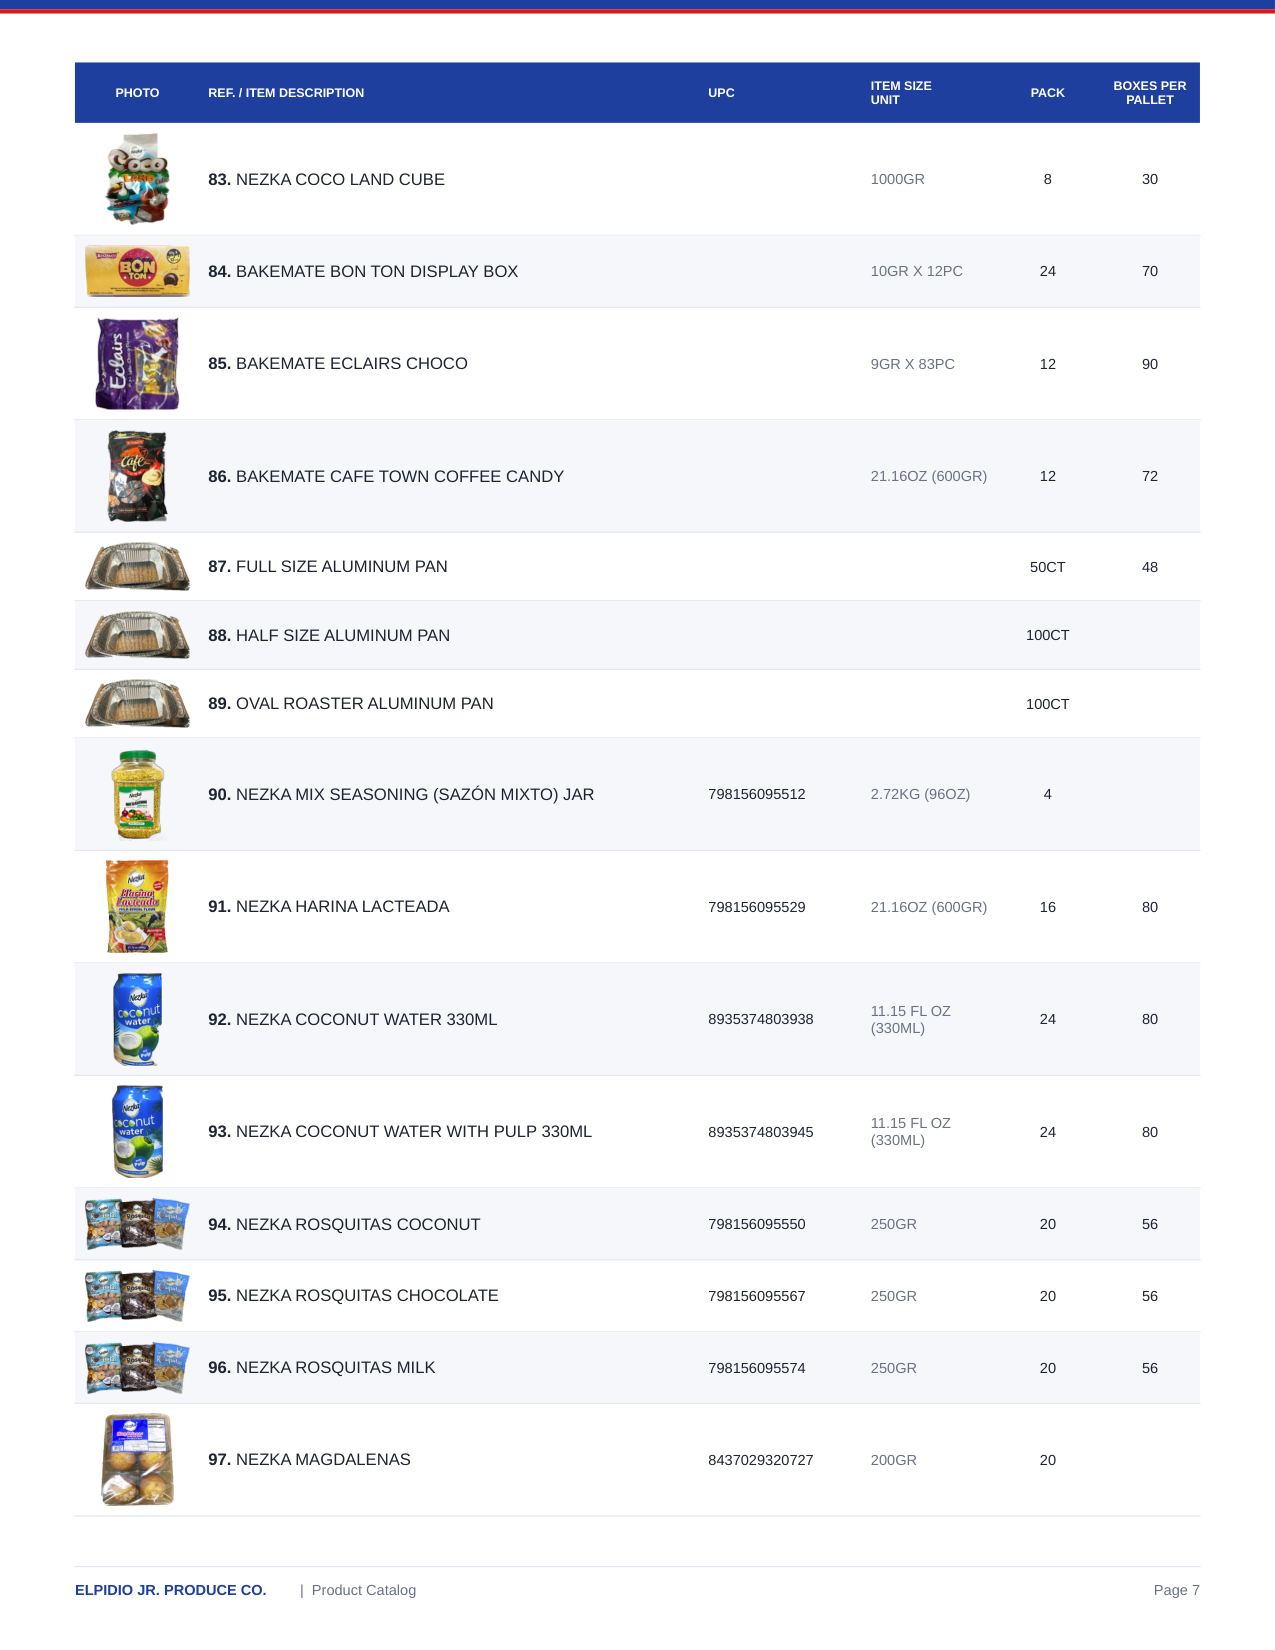 PHOTO REF. / ITEM DESCRIPTION UPC ITEM SIZE UNIT PACK BOXES PER PALLET
83. NEZKA COCO LAND CUBE 1000GR 8 30
84. BAKEMATE BON TON DISPLAY BOX 10GR X 12PC 24 70
85. BAKEMATE ECLAIRS CHOCO 9GR X 83PC 12 90
86. BAKEMATE CAFE TOWN COFFEE CANDY 21.16OZ (600GR) 12 72
87. FULL SIZE ALUMINUM PAN 50CT 48
88. HALF SIZE ALUMINUM PAN 100CT
89. OVAL ROASTER ALUMINUM PAN 100CT
90. NEZKA MIX SEASONING (SAZÓN MIXTO) JAR 798156095512 2.72KG (96OZ) 4
91. NEZKA HARINA LACTEADA 798156095529 21.16OZ (600GR) 16 80
92. NEZKA COCONUT WATER 330ML 8935374803938 11.15 FL OZ (330ML) 24 80
93. NEZKA COCONUT WATER WITH PULP 330ML 8935374803945 11.15 FL OZ (330ML) 24 80
94. NEZKA ROSQUITAS COCONUT 798156095550 250GR 20 56
95. NEZKA ROSQUITAS CHOCOLATE 798156095567 250GR 20 56
96. NEZKA ROSQUITAS MILK 798156095574 250GR 20 56
97. NEZKA MAGDALENAS 8437029320727 200GR 20
ELPIDIO JR. PRODUCE CO. | Product Catalog Page 7